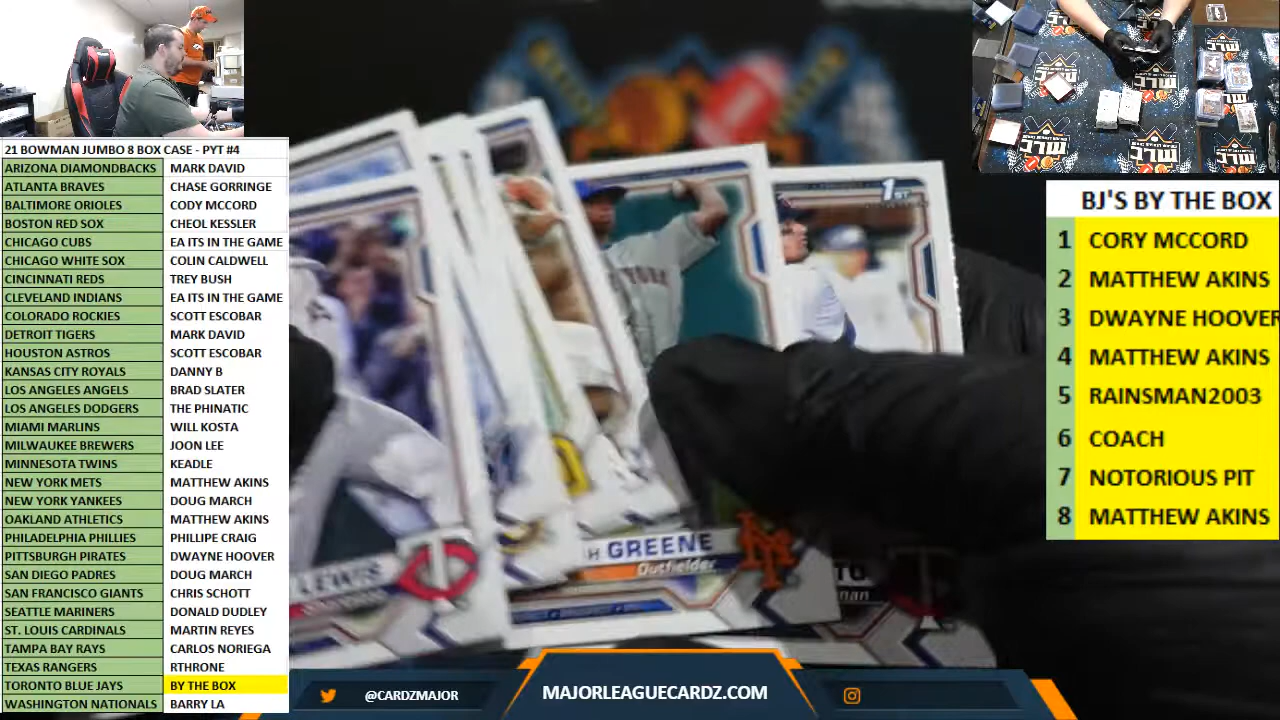 21 BOWMAN JUMBO 8 BOX CASE - PYT #4
ARIZONA DIAMONDBACKS MARK DAVID
ATLANTA BRAVES CHASE GORRINGE
BALTIMORE ORIOLES CODY MCCORD
BOSTON RED SOX CHEOL KESSLER
CHICAGO CUBS EA ITS IN THE GAME
CHICAGO WHITE SOX COLIN CALDWELL
CINCINNATI REDS TREY BUSH
CLEVELAND INDIANS EA ITS IN THE GAME
COLORADO ROCKIES SCOTT ESCOBAR
DETROIT TIGERS MARK DAVID
HOUSTON ASTROS SCOTT ESCOBAR
KANSAS CITY ROYALS DANNY B
LOS ANGELES ANGELS BRAD SLATER
LOS ANGELES DODGERS THE PHINATIC
MIAMI MARLINS WILL KOSTA
MILWAUKEE BREWERS JOON LEE
MINNESOTA TWINS KEADLE
NEW YORK METS MATTHEW AKINS
NEW YORK YANKEES DOUG MARCH
OAKLAND ATHLETICS MATTHEW AKINS
PHILADELPHIA PHILLIES PHILLIPE CRAIG
PITTSBURGH PIRATES DWAYNE HOOVER
SAN DIEGO PADRES DOUG MARCH
SAN FRANCISCO GIANTS CHRIS SCHOTT
SEATTLE MARINERS DONALD DUDLEY
ST. LOUIS CARDINALS MARTIN REYES
TAMPA BAY RAYS CARLOS NORIEGA
TEXAS RANGERS RTHRONE
TORONTO BLUE JAYS BY THE BOX
WASHINGTON NATIONALS BARRY LA
1ST
YORK
LEWIS
H GREENE
Outfielder
@CARDZMAJOR
MAJORLEAGUECARDZ.COM
MLC
BJ'S BY THE BOX
1 CORY MCCORD
2 MATTHEW AKINS
3 DWAYNE HOOVER
4 MATTHEW AKINS
5 RAINSMAN2003
6 COACH
7 NOTORIOUS PIT
8 MATTHEW AKINS